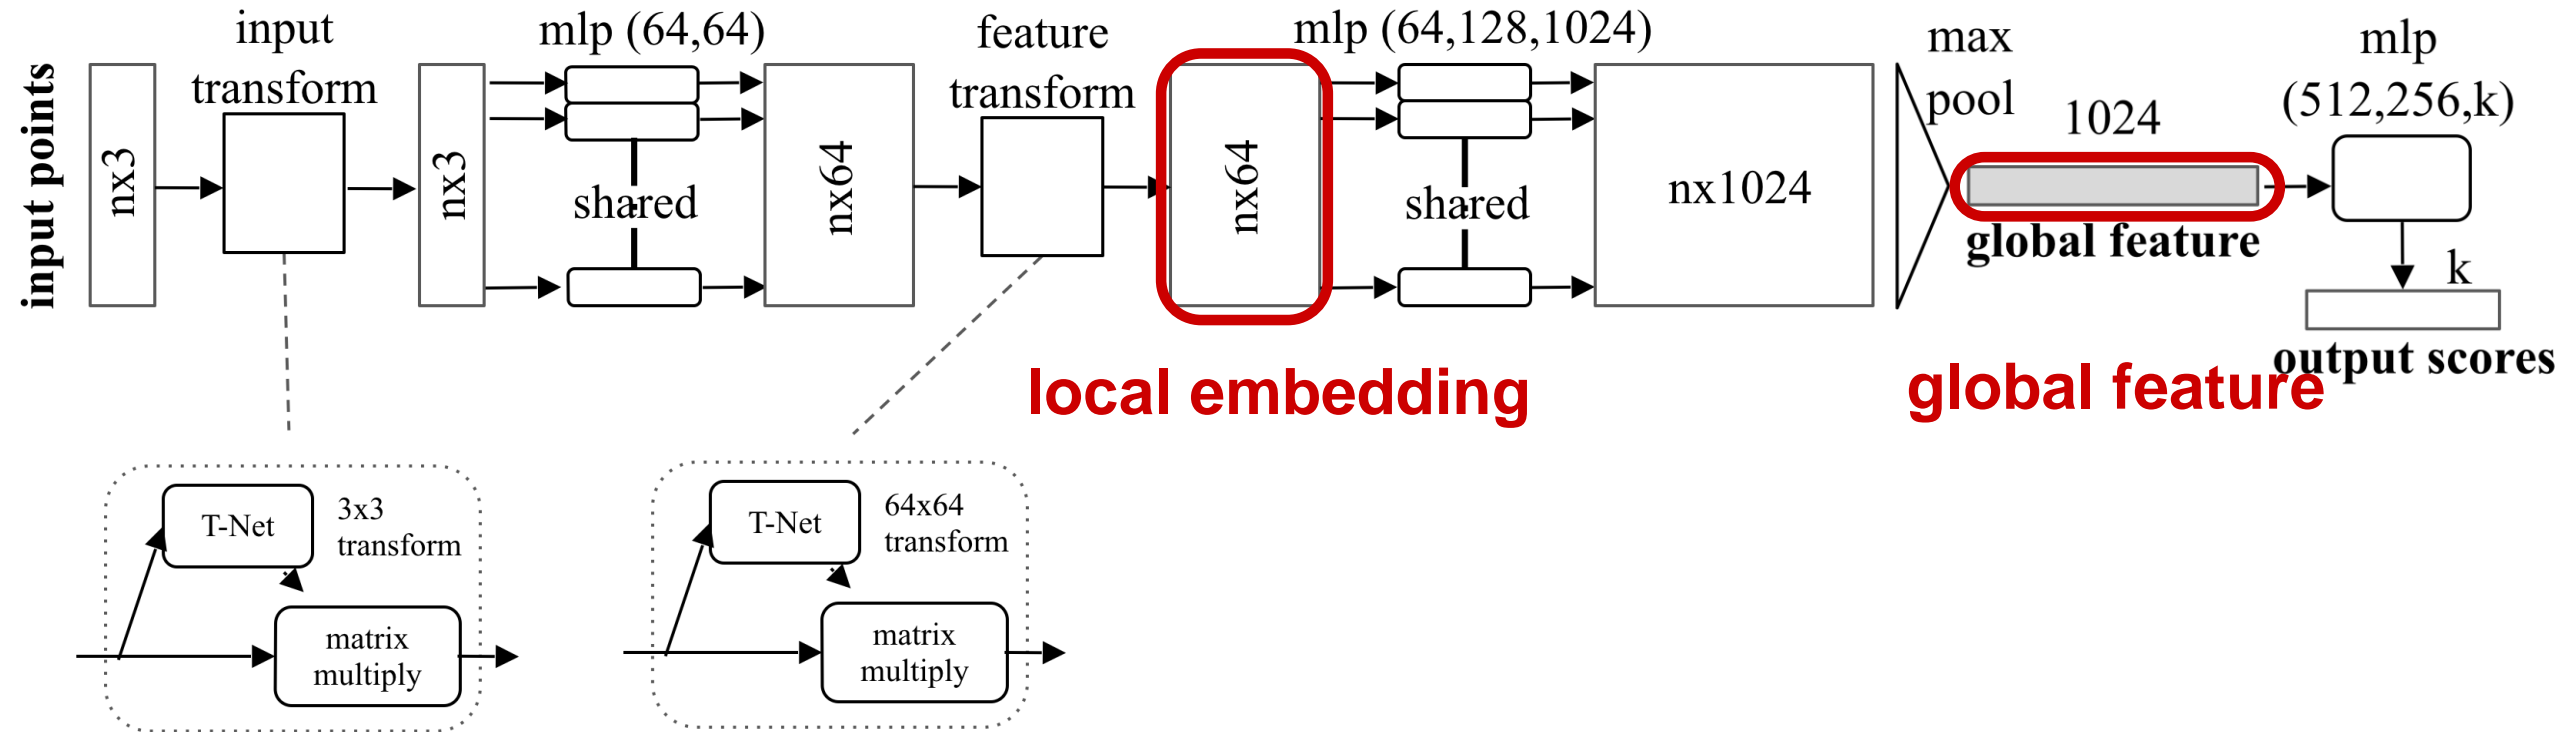 input points
nx3
input
transform
nx3
mlp (64,64)
shared
nx64
feature
transform
nx64
mlp (64,128,1024)
shared
nx1024
max
pool
1024
global feature
mlp
(512,256,k)
k
output scores
local embedding
global feature
T-Net
3x3
transform
matrix
multiply
T-Net
64x64
transform
matrix
multiply